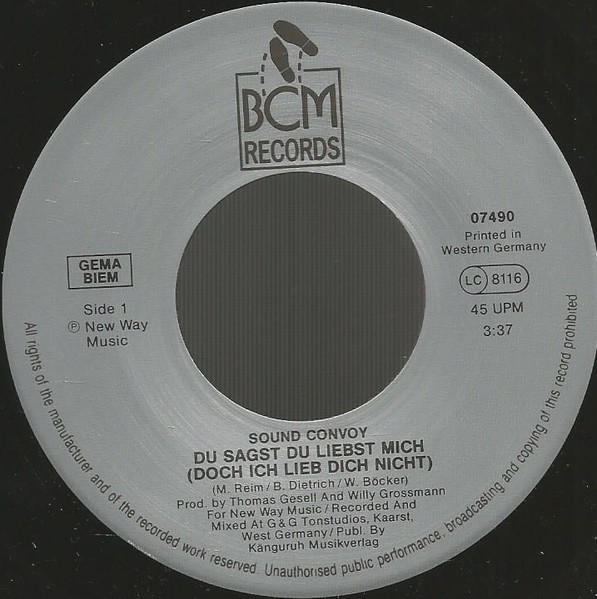 BCM
RECORDS
07490
Printed in
Western Germany
GEMA
BIEM
LC 8116
Side 1
℗ New Way
Music
45 UPM
3:37
SOUND CONVOY
DU SAGST DU LIEBST MICH
(DOCH ICH LIEB DICH NICHT)
(M. Reim / B. Dietrich / W. Böcker)
Prod. by Thomas Gesell And Willy Grossmann
For New Way Music / Recorded And
Mixed At G & G Tonstudios, Kaarst,
West Germany / Publ. By
Känguruh Musikverlag
All rights of the manufacturer and of the recorded work reserved. Unauthorised public performance, broadcasting and copying of this record prohibited